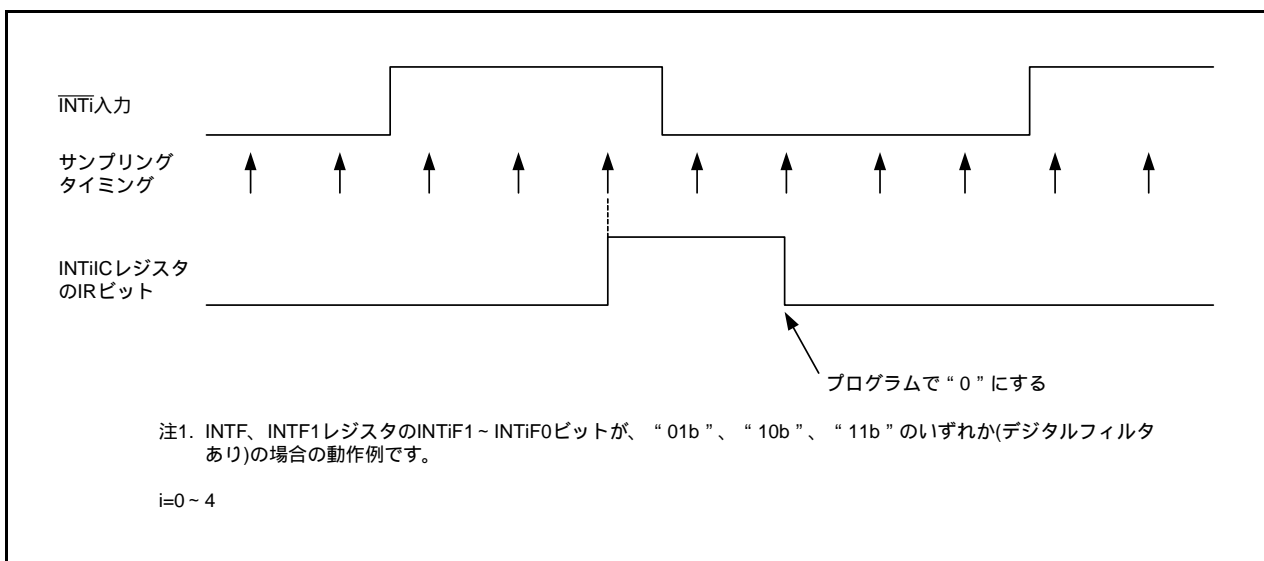 INTi入力
サンプリング
タイミング
INTiICレジスタ
のIRビット
プログラムで“0”にする
注1. INTF、INTF1レジスタのINTiF1~INTiF0ビットが、“01b”、“10b”、“11b”のいずれか(デジタルフィルタ
あり)の場合の動作例です。
i=0~4